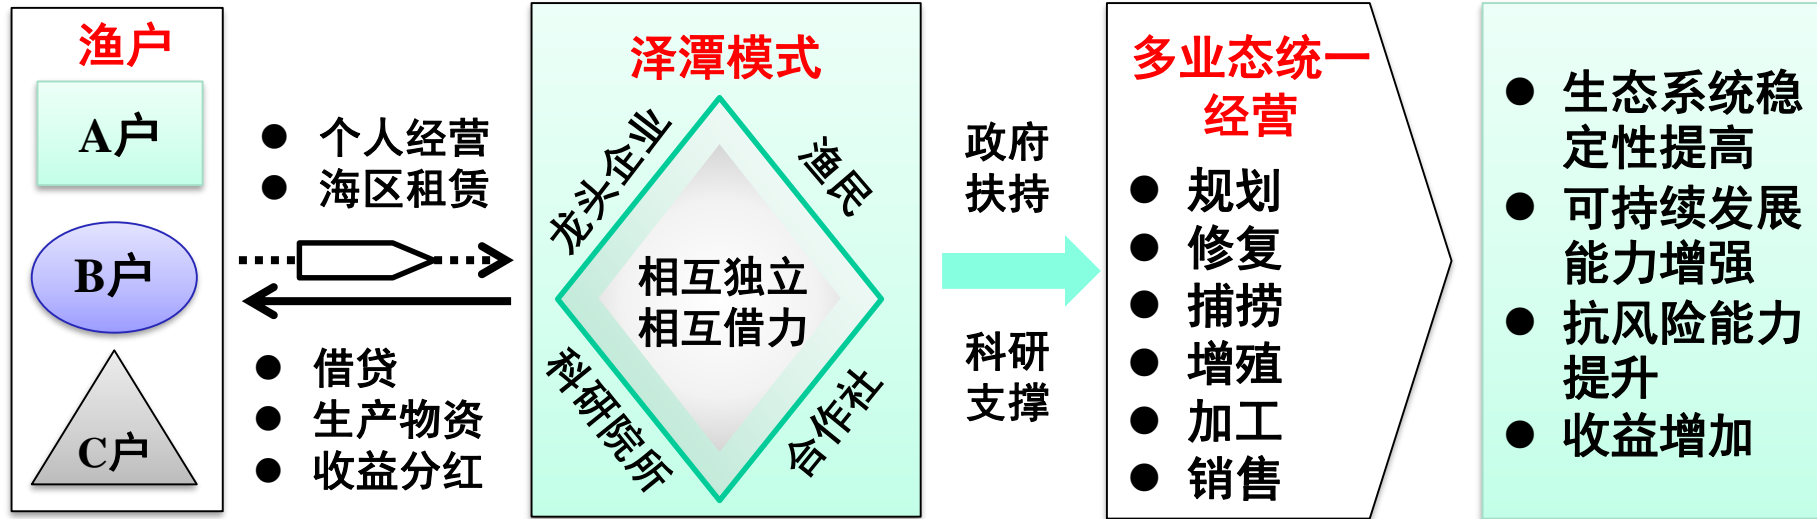 渔户
A户
B户
C户
● 个人经营
● 海区租赁
● 借贷
● 生产物资
● 收益分红
泽潭模式
龙头企业
渔民
相互独立
相互借力
科研院所
合作社
政府
扶持
科研
支撑
多业态统一
经营
● 规划
● 修复
● 捕捞
● 增殖
● 加工
● 销售
● 生态系统稳
定性提高
● 可持续发展
能力增强
● 抗风险能力
提升
● 收益增加